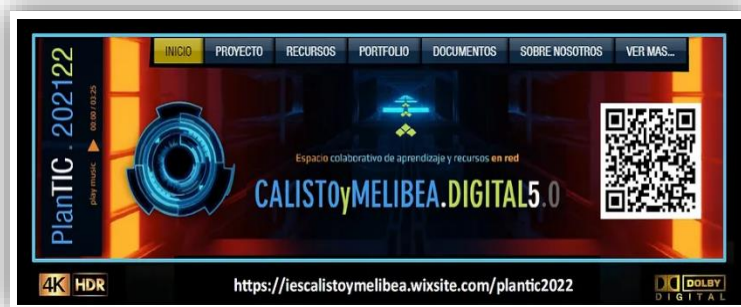 INICIO PROYECTO RECURSOS PORTFOLIO DOCUMENTOS SOBRE NOSOTROS VER MAS...
PlanTIC . 202122
play music 00:00 / 03:25
Espacio colaborativo de aprendizaje y recursos en red
CALISTOyMELIBEA.DIGITAL5.0
4K HDR
https://iescalistoymelibea.wixsite.com/plantic2022
DOLBY
DIGITAL